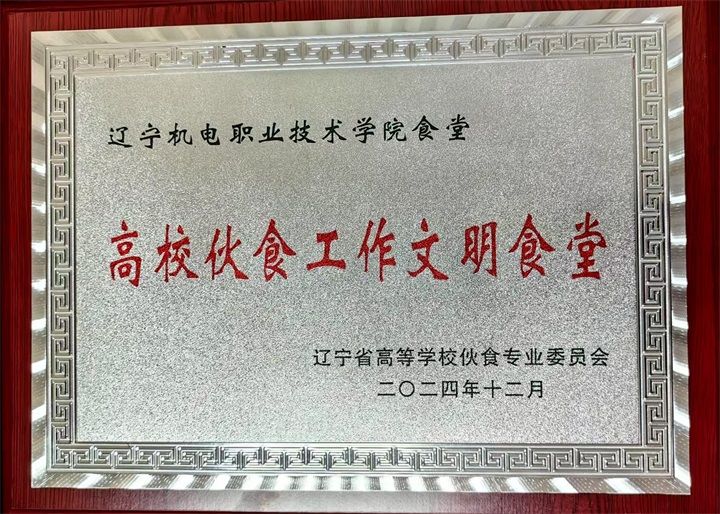 辽宁机电职业技术学院食堂
高校伙食工作文明食堂
辽宁省高等学校伙食专业委员会
二〇二四年十二月